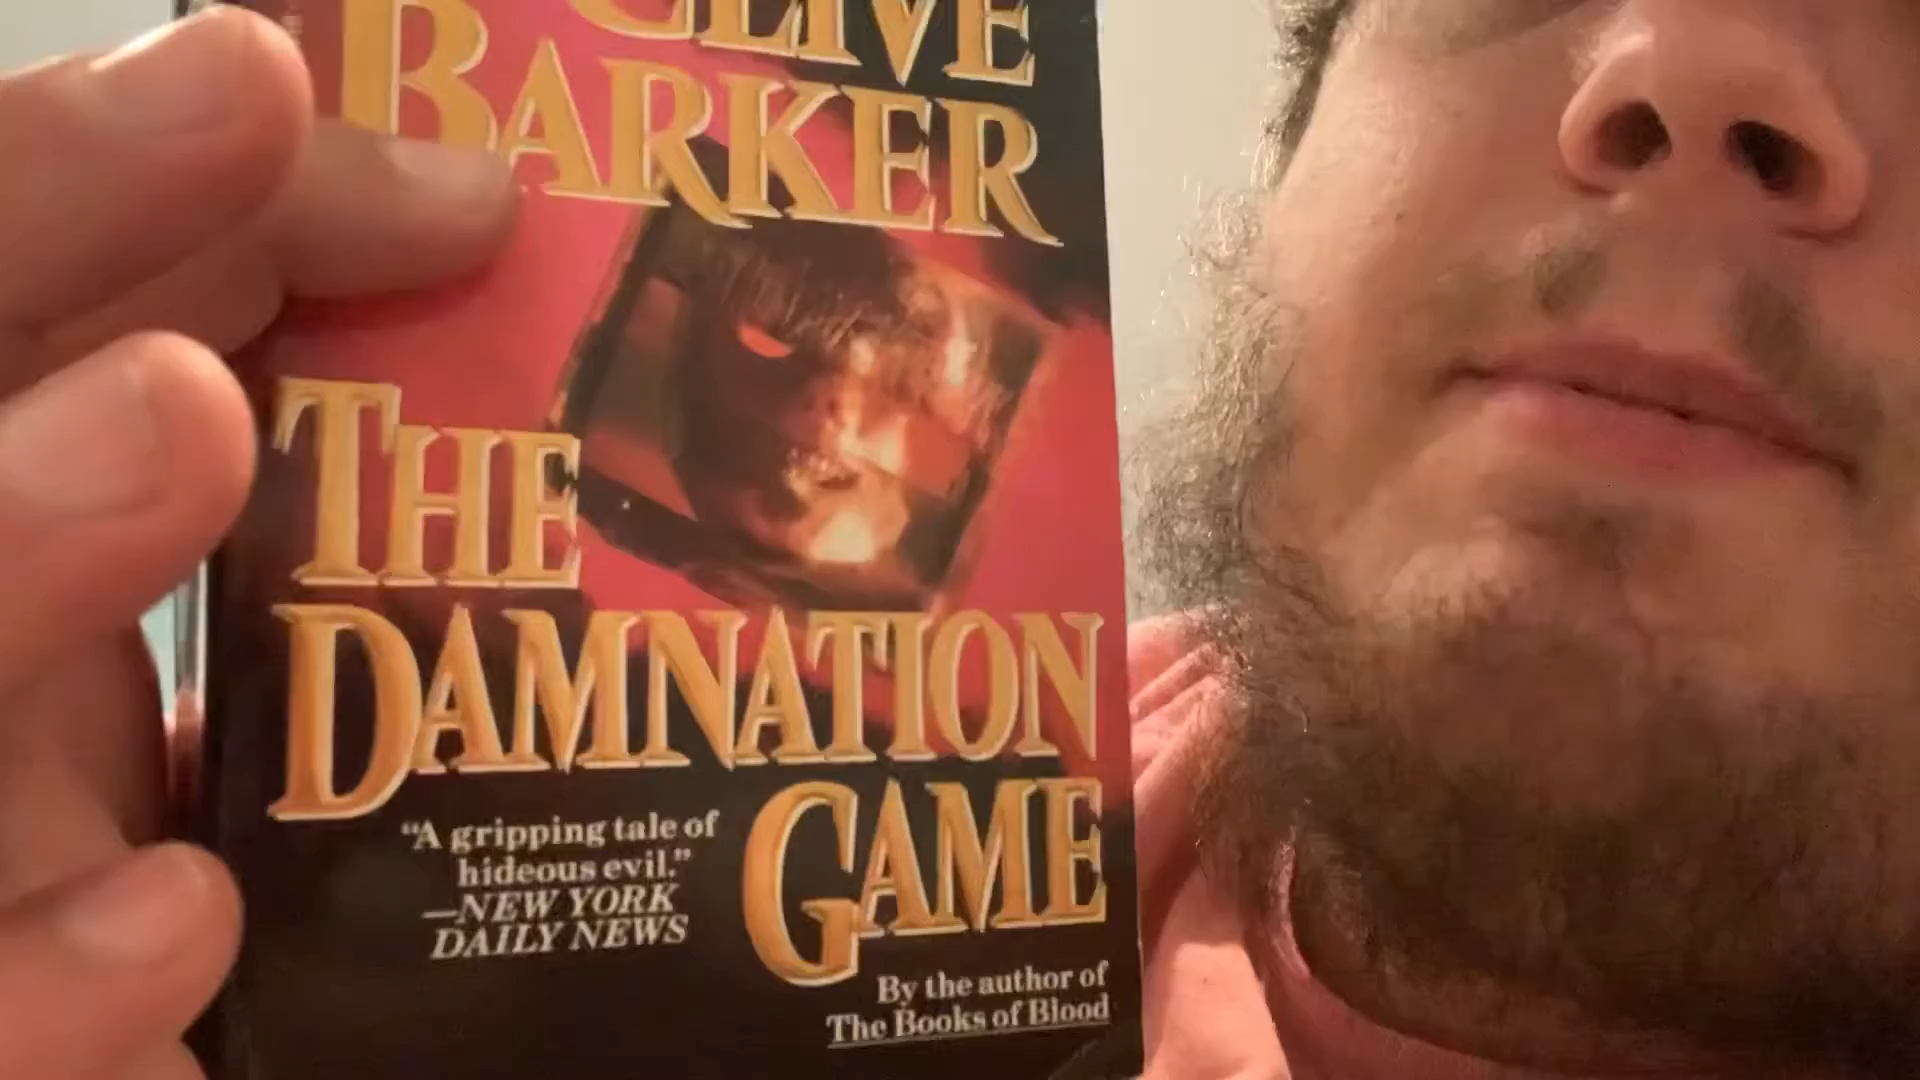 CLIVE
BARKER
THE
DAMNATION
GAME
"A gripping tale of
hideous evil."
—NEW YORK
DAILY NEWS
By the author of
The Books of Blood